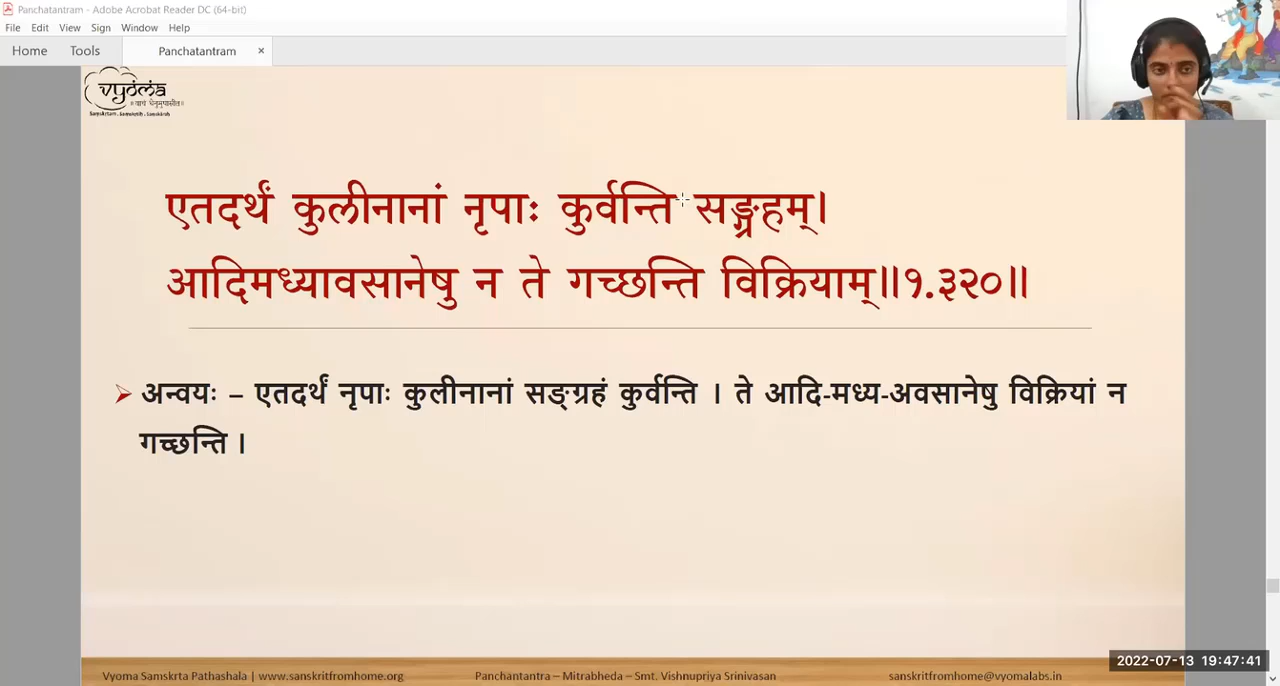 Panchatantram - Adobe Acrobat Reader DC (64-bit)
File Edit View Sign Window Help
Home Tools Panchatantram ×
vyoma
Samskrtam . Samskriti . Sanskārah
एतदर्थं कुलीनानां नृपाः कुर्वन्ति सङ्ग्रहम्।
आदिमध्यावसानेषु न ते गच्छन्ति विक्रियाम्॥१.३२०॥
अन्वयः – एतदर्थं नृपाः कुलीनानां सङ्ग्रहं कुर्वन्ति । ते आदि-मध्य-अवसानेषु विक्रियां न
गच्छन्ति ।
2022-07-13 19:47:41
Vyoma Samskrta Pathashala | www.sanskritfromhome.org Panchatantra – Mitrabheda – Smt. Vishnupriya Srinivasan sanskritfromhome@vyomalabs.in